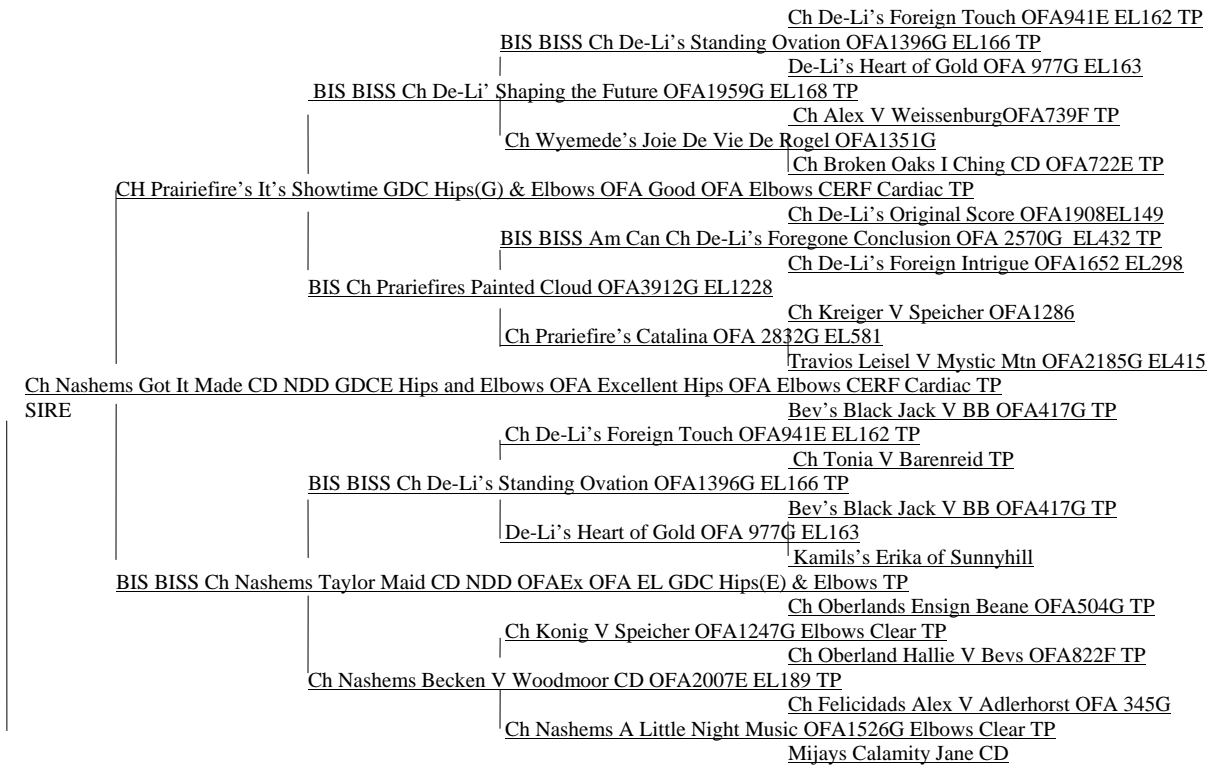 Ch De-Li’s Foreign Touch OFA941E EL162 TP
BIS BISS Ch De-Li’s Standing Ovation OFA1396G EL166 TP
De-Li’s Heart of Gold OFA 977G EL163
BIS BISS Ch De-Li’ Shaping the Future OFA1959G EL168 TP
Ch Alex V WeissenburgOFA739F TP
Ch Wyemede’s Joie De Vie De Rogel OFA1351G
Ch Broken Oaks I Ching CD OFA722E TP
CH Prairiefire’s It’s Showtime GDC Hips(G) & Elbows OFA Good OFA Elbows CERF Cardiac TP
Ch De-Li’s Original Score OFA1908EL149
BIS BISS Am Can Ch De-Li’s Foregone Conclusion OFA 2570G EL432 TP
Ch De-Li’s Foreign Intrigue OFA1652 EL298
BIS Ch Prariefires Painted Cloud OFA3912G EL1228
Ch Kreiger V Speicher OFA1286
Ch Prariefire’s Catalina OFA 2832G EL581
Travios Leisel V Mystic Mtn OFA2185G EL415
Ch Nashems Got It Made CD NDD GDCE Hips and Elbows OFA Excellent Hips OFA Elbows CERF Cardiac TP
SIRE
Bev’s Black Jack V BB OFA417G TP
Ch De-Li’s Foreign Touch OFA941E EL162 TP
Ch Tonia V Barenreid TP
BIS BISS Ch De-Li’s Standing Ovation OFA1396G EL166 TP
Bev’s Black Jack V BB OFA417G TP
De-Li’s Heart of Gold OFA 977G EL163
Kamils’s Erika of Sunnyhill
BIS BISS Ch Nashems Taylor Maid CD NDD OFAEx OFA EL GDC Hips(E) & Elbows TP
Ch Oberlands Ensign Beane OFA504G TP
Ch Konig V Speicher OFA1247G Elbows Clear TP
Ch Oberland Hallie V Bevs OFA822F TP
Ch Nashems Becken V Woodmoor CD OFA2007E EL189 TP
Ch Felicidads Alex V Adlerhorst OFA 345G
Ch Nashems A Little Night Music OFA1526G Elbows Clear TP
Mijays Calamity Jane CD